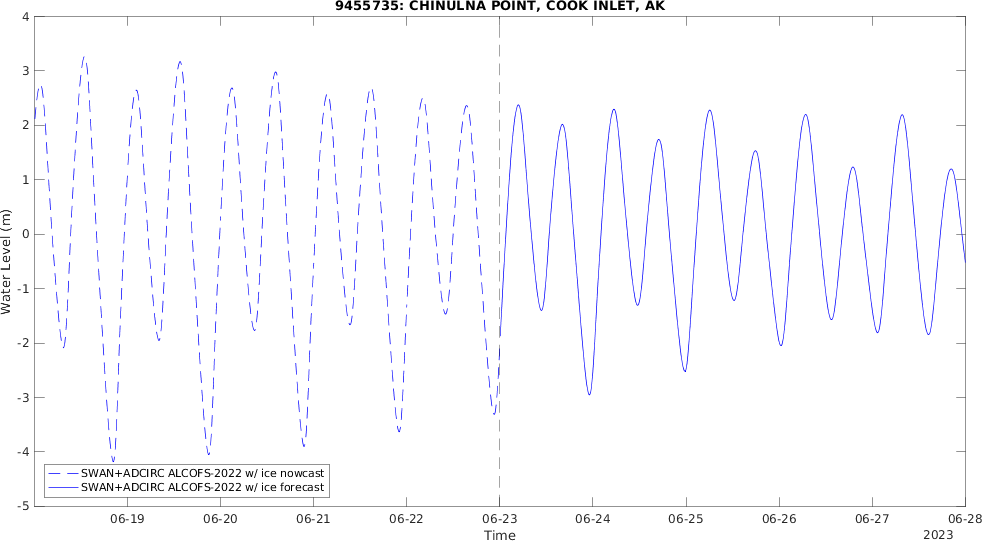 9455735: CHINULNA POINT, COOK INLET, AK
Water Level (m)
4
3
2
1
0
-1
-2
-3
-4
-5
SWAN+ADCIRC ALCOFS-2022 w/ ice nowcast
SWAN+ADCIRC ALCOFS-2022 w/ ice forecast
06-19 06-20 06-21 06-22 06-23 06-24 06-25 06-26 06-27 06-28
Time
2023